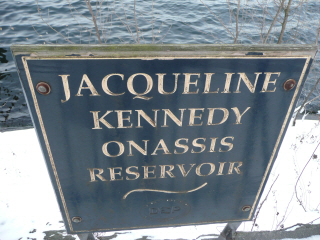 JACQUELINE
KENNEDY
ONASSIS
RESERVOIR